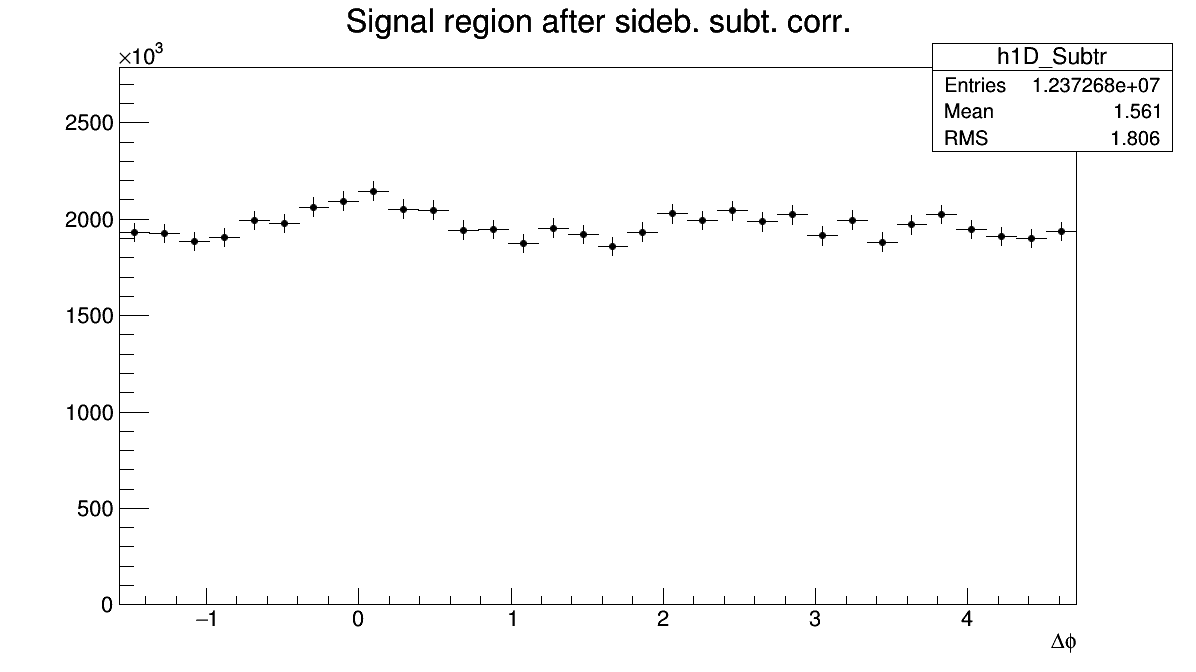 Signal region after sideb. subt. corr.
×10³
h1D_Subtr
Entries 1.237268e+07
Mean 1.561
RMS 1.806
2500
2000
1500
1000
500
0
−1 0 1 2 3 4
Δϕ